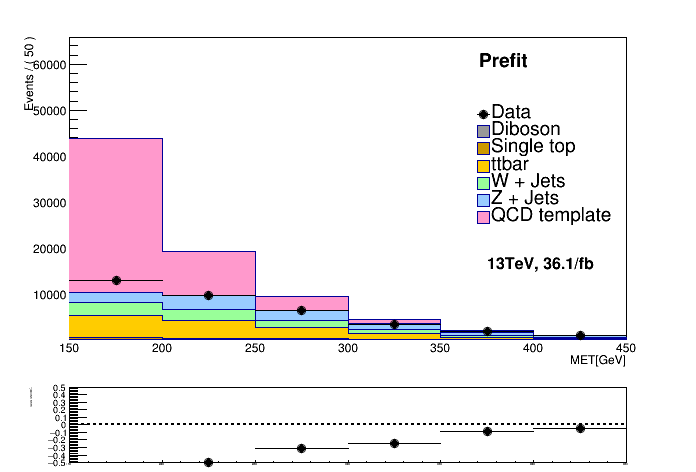 Events / ( 50 )
60000
50000
40000
30000
20000
10000
Prefit
Data
Diboson
Single top
ttbar
W + Jets
Z + Jets
QCD template
13TeV, 36.1/fb
150 200 250 300 350 400 450
MET[GeV]
0.5
0.4
0.3
0.2
0.1
0
−0.1
−0.2
−0.3
−0.4
−0.5